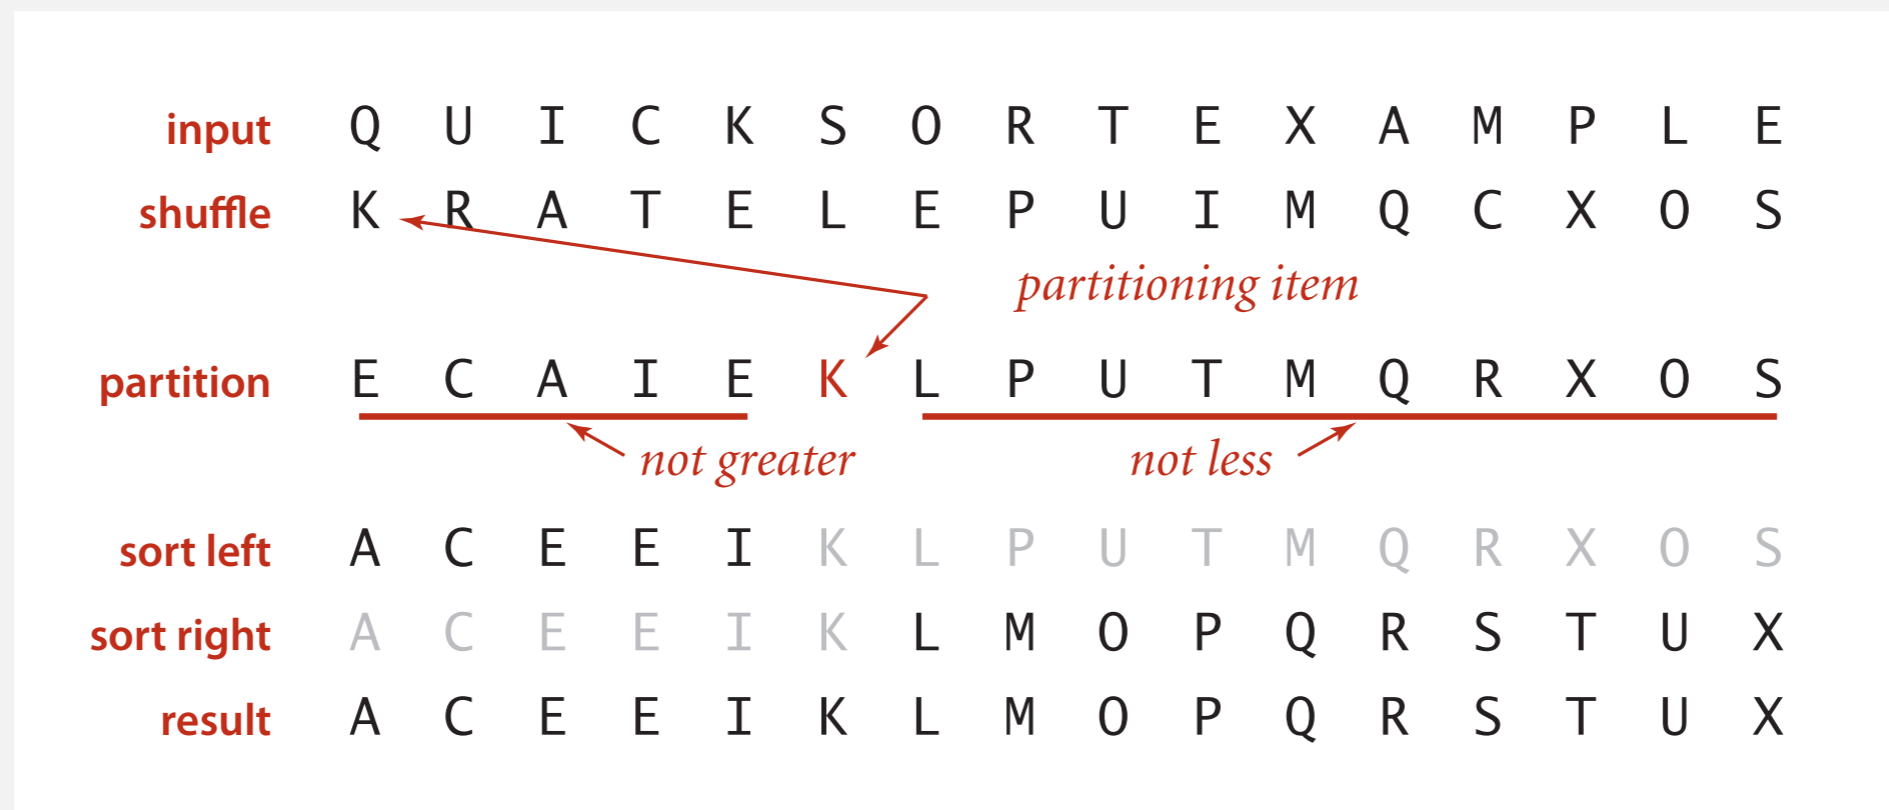 input Q U I C K S O R T E X A M P L E
shuffle K R A T E L E P U I M Q C X O S
partitioning item
partition E C A I E K L P U T M Q R X O S
not greater not less
sort left A C E E I K L P U T M Q R X O S
sort right A C E E I K L M O P Q R S T U X
result A C E E I K L M O P Q R S T U X